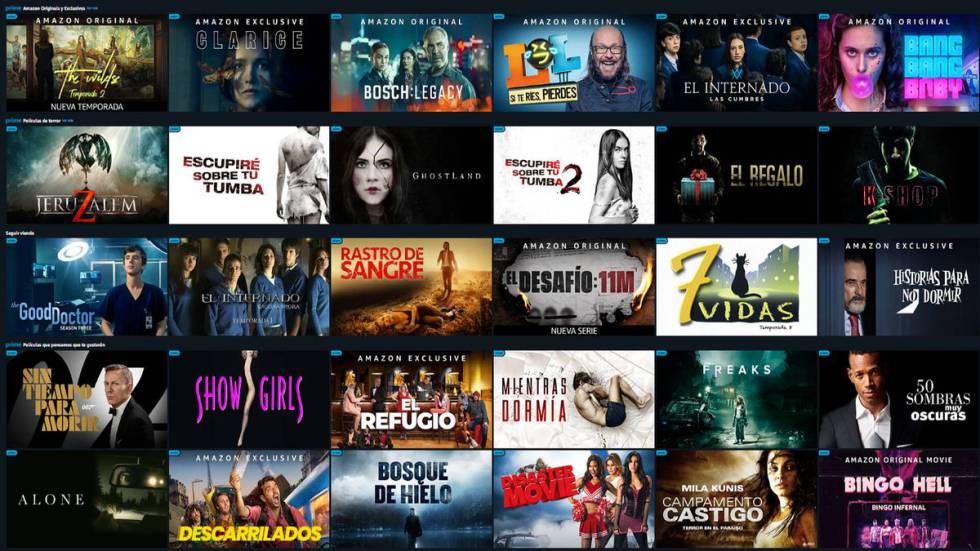 prime Amazon Originals y Exclusivos Ver más
AMAZON ORIGINAL
The Wilds
Temporada 2
NUEVA TEMPORADA
AMAZON EXCLUSIVE
CLARICE
AMAZON ORIGINAL
BOSCH: LEGACY
AMAZON ORIGINAL
LOL
SI TE RÍES, PIERDES
AMAZON EXCLUSIVE
EL INTERNADO
LAS CUMBRES
AMAZON ORIGINAL
BANG
BANG
BABY
prime Películas de terror Ver más
JERUZALEM
ESCUPIRÉ
SOBRE TU
TUMBA
GHOSTLAND
ESCUPIRÉ
SOBRE TU
TUMBA 2
EL REGALO
K-SHOP
Seguir viendo
the
Good Doctor
SEASON THREE
EL INTERNADO
TEMPORADA 1
RASTRO DE
SANGRE
AMAZON ORIGINAL
EL DESAFÍO: 11M
NUEVA SERIE
7
VIDAS
Temporada
AMAZON EXCLUSIVE
HISTORIAS PARA
NO DORMIR
prime Películas que pensamos que te gustarán
SIN
TIEMPO
PARA
MORIR
007
SHOWGIRLS
AMAZON EXCLUSIVE
EL
REFUGIO
MIENTRAS
DORMÍA
FREAKS
50
SOMBRAS
muy
oscuras
ALONE
AMAZON EXCLUSIVE
DESCARRILADOS
BOSQUE
DE HIELO
DISASTER
MOVIE
MILA KUNIS
CAMPAMENTO
CASTIGO
TERROR EN EL PARAÍSO
AMAZON ORIGINAL MOVIE
BINGO HELL
BINGO INFERNAL